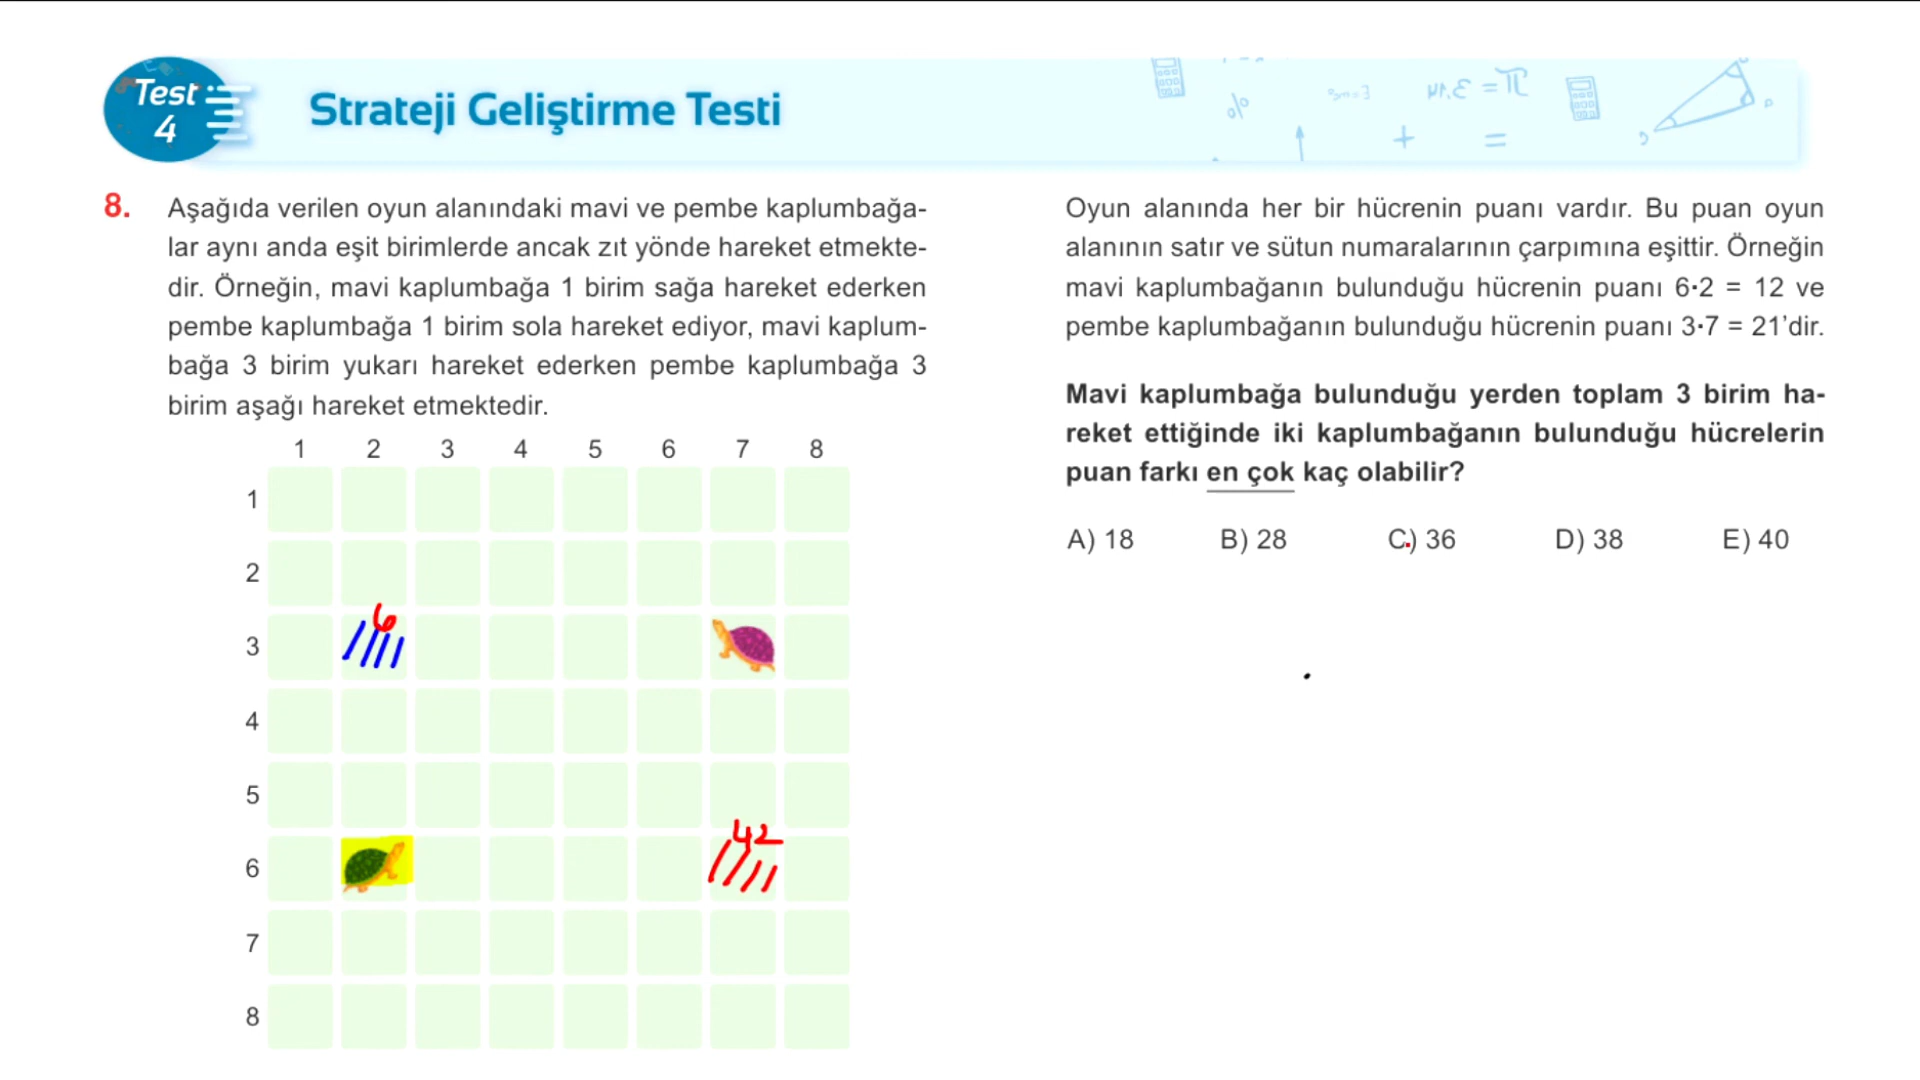 Test
4
Strateji Geliştirme Testi
8. Aşağıda verilen oyun alanındaki mavi ve pembe kaplumbağa-
lar aynı anda eşit birimlerde ancak zıt yönde hareket etmekte-
dir. Örneğin, mavi kaplumbağa 1 birim sağa hareket ederken
pembe kaplumbağa 1 birim sola hareket ediyor, mavi kaplum-
bağa 3 birim yukarı hareket ederken pembe kaplumbağa 3
birim aşağı hareket etmektedir.
1 2 3 4 5 6 7 8
1
2
3 6
4
5
6 42
7
8
Oyun alanında her bir hücrenin puanı vardır. Bu puan oyun
alanının satır ve sütun numaralarının çarpımına eşittir. Örneğin
mavi kaplumbağanın bulunduğu hücrenin puanı 6·2 = 12 ve
pembe kaplumbağanın bulunduğu hücrenin puanı 3·7 = 21’dir.
Mavi kaplumbağa bulunduğu yerden toplam 3 birim ha-
reket ettiğinde iki kaplumbağanın bulunduğu hücrelerin
puan farkı en çok kaç olabilir?
A) 18 B) 28 C) 36 D) 38 E) 40